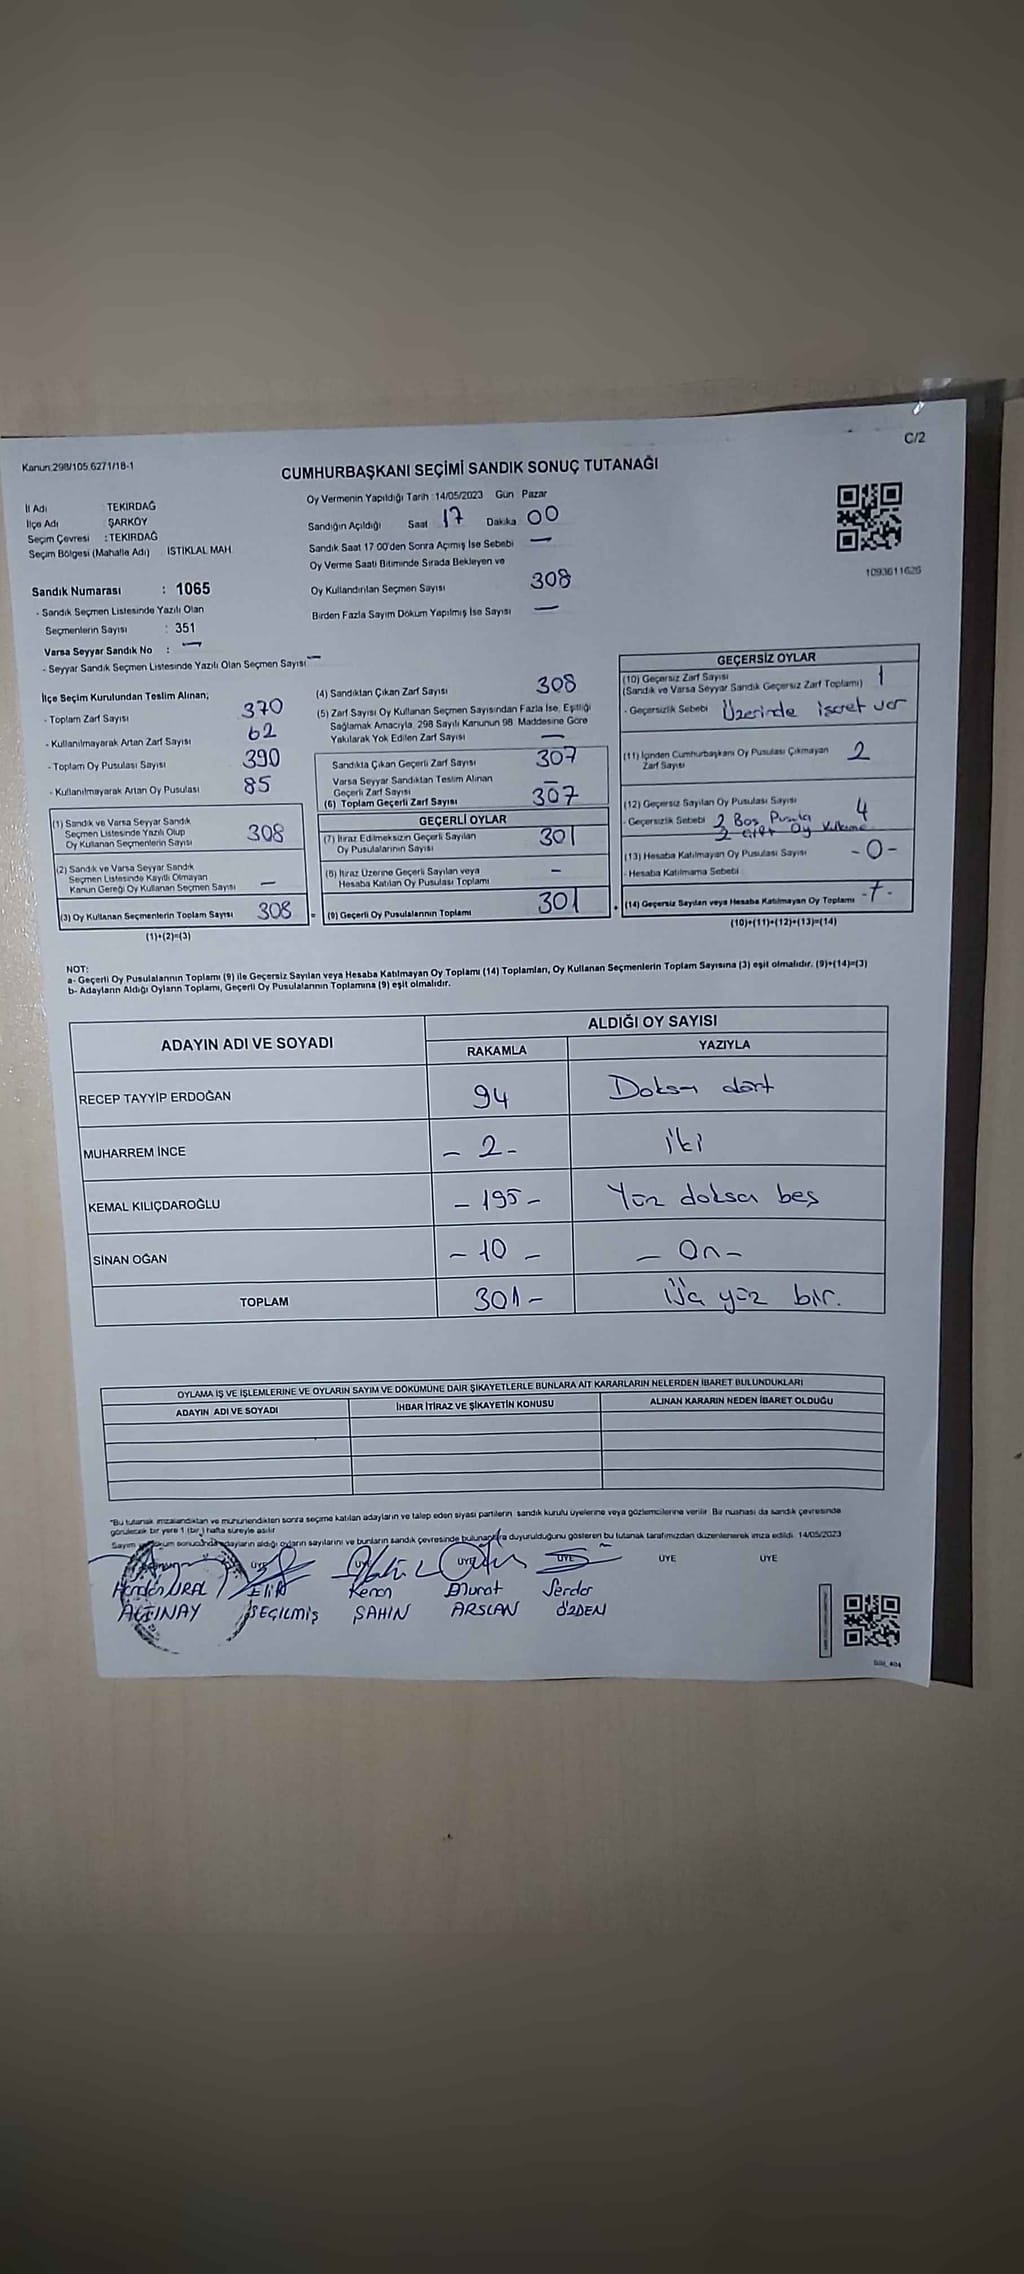 C/2
Kanun:298/105 6271/18-1
CUMHURBAŞKANI SEÇİMİ SANDIK SONUÇ TUTANAĞI
İl Adı : TEKİRDAĞ
İlçe Adı : ŞARKÖY
Seçim Çevresi : TEKİRDAĞ
Seçim Bölgesi (Mahalle Adı) İSTİKLAL MAH.
Sandık Numarası : 1065
- Sandık Seçmen Listesinde Yazılı Olan
Seçmenlerin Sayısı : 351
Varsa Seyyar Sandık No : —
- Seyyar Sandık Seçmen Listesinde Yazılı Olan Seçmen Sayısı —
Oy Vermenin Yapıldığı Tarih :14/05/2023 Gün Pazar
Sandığın Açıldığı Saat 17 Dakika 00
Sandık Saat 17:00'den Sonra Açımış İse Sebebi —
Oy Verme Saati Bitiminde Sırada Bekleyen ve
Oy Kullandırılan Seçmen Sayısı 308
Birden Fazla Sayım Döküm Yapılmış İse Sayısı —
1093611626
İlçe Seçim Kurulundan Teslim Alınan;
- Toplam Zarf Sayısı 370
- Kullanılmayarak Artan Zarf Sayısı 62
- Toplam Oy Pusulası Sayısı 390
- Kullanılmayarak Artan Oy Pusulası 85
(1) Sandık ve Varsa Seyyar Sandık
Seçmen Listesinde Yazılı Olup
Oy Kullanan Seçmenlerin Sayısı 308
(2) Sandık ve Varsa Seyyar Sandık
Seçmen Listesinde Kayıtlı Olmayan
Kanun Gereği Oy Kullanan Seçmen Sayısı —
(3) Oy Kullanan Seçmenlerin Toplam Sayısı 308 =
(1)+(2)=(3)
(4) Sandıktan Çıkan Zarf Sayısı 308
(5) Zarf Sayısı Oy Kullanan Seçmen Sayısından Fazla İse, Eşitliği
Sağlamak Amacıyla, 298 Sayılı Kanunun 98. Maddesine Göre
Yakılarak Yok Edilen Zarf Sayısı —
Sandıkta Çıkan Geçerli Zarf Sayısı 307
Varsa Seyyar Sandıktan Teslim Alınan
Geçerli Zarf Sayısı —
(6) Toplam Geçerli Zarf Sayısı 307
GEÇERLİ OYLAR
(7) İtiraz Edilmeksizin Geçerli Sayılan
Oy Pusulalarının Sayısı 301
(8) İtiraz Üzerine Geçerli Sayılan veya
Hesaba Katılan Oy Pusulası Toplamı —
(9) Geçerli Oy Pusulalarının Toplamı 301 +
GEÇERSİZ OYLAR
(10) Geçersiz Zarf Sayısı 1
(Sandık ve Varsa Seyyar Sandık Geçersiz Zarf Toplamı)
- Geçersizlik Sebebi Üzerinde işaret var
(11) İçinden Cumhurbaşkanı Oy Pusulası Çıkmayan 2
Zarf Sayısı
(12) Geçersiz Sayılan Oy Pusulası Sayısı 4
- Geçersizlik Sebebi 2 Boş Pusula
2 Çift Oy Kullanma
(13) Hesaba Katılmayan Oy Pusulası Sayısı -0-
- Hesaba Katılmama Sebebi
(14) Geçersiz Sayılan veya Hesaba Katılmayan Oy Toplamı -7-
(10)+(11)+(12)+(13)=(14)
NOT:
a- Geçerli Oy Pusulalarının Toplamı (9) ile Geçersiz Sayılan veya Hesaba Katılmayan Oy Toplamı (14) Toplamları, Oy Kullanan Seçmenlerin Toplam Sayısına (3) eşit olmalıdır. (9)+(14)=(3)
b- Adayların Aldığı Oyların Toplamı, Geçerli Oy Pusulalarının Toplamına (9) eşit olmalıdır.
ADAYIN ADI VE SOYADI ALDIĞI OY SAYISI
RAKAMLA YAZIYLA
RECEP TAYYİP ERDOĞAN 94 Doksan dört
MUHARREM İNCE - 2 - iki
KEMAL KILIÇDAROĞLU - 195 - Yüz doksan beş
SİNAN OĞAN - 10 - - On -
TOPLAM 301 - Üç yüz bir.
OYLAMA İŞ VE İŞLEMLERİNE VE OYLARIN SAYIM VE DÖKÜMÜNE DAİR ŞİKAYETLERLE BUNLARA AİT KARARLARIN NELERDEN İBARET BULUNDUKLARI
ADAYIN ADI VE SOYADI İHBAR İTİRAZ VE ŞİKAYETİN KONUSU ALINAN KARARIN NEDEN İBARET OLDUĞU
*Bu tutanak imzalandıktan ve mühürlendikten sonra seçime katılan adayların ve talep eden siyasi partilerin sandık kurulu üyelerine veya gözlemcilerine verilir. Bir nüshası da sandık çevresinde
görülecek bir yere 1 (bir) hafta süreyle asılır.
Sayım döküm sonucunda adayların aldığı oyların sayılarını ve bunların sandık çevresinde bulunanlara duyurulduğunu gösteren bu tutanak tarafımızdan düzenlenerek imza edildi. 14/05/2023
ÜYE ÜYE ÜYE ÜYE ÜYE ÜYE
URAL Elif Kenan Murat Serdar
ALTINAY SEÇİLMİŞ ŞAHİN ARSLAN ÖZDEN